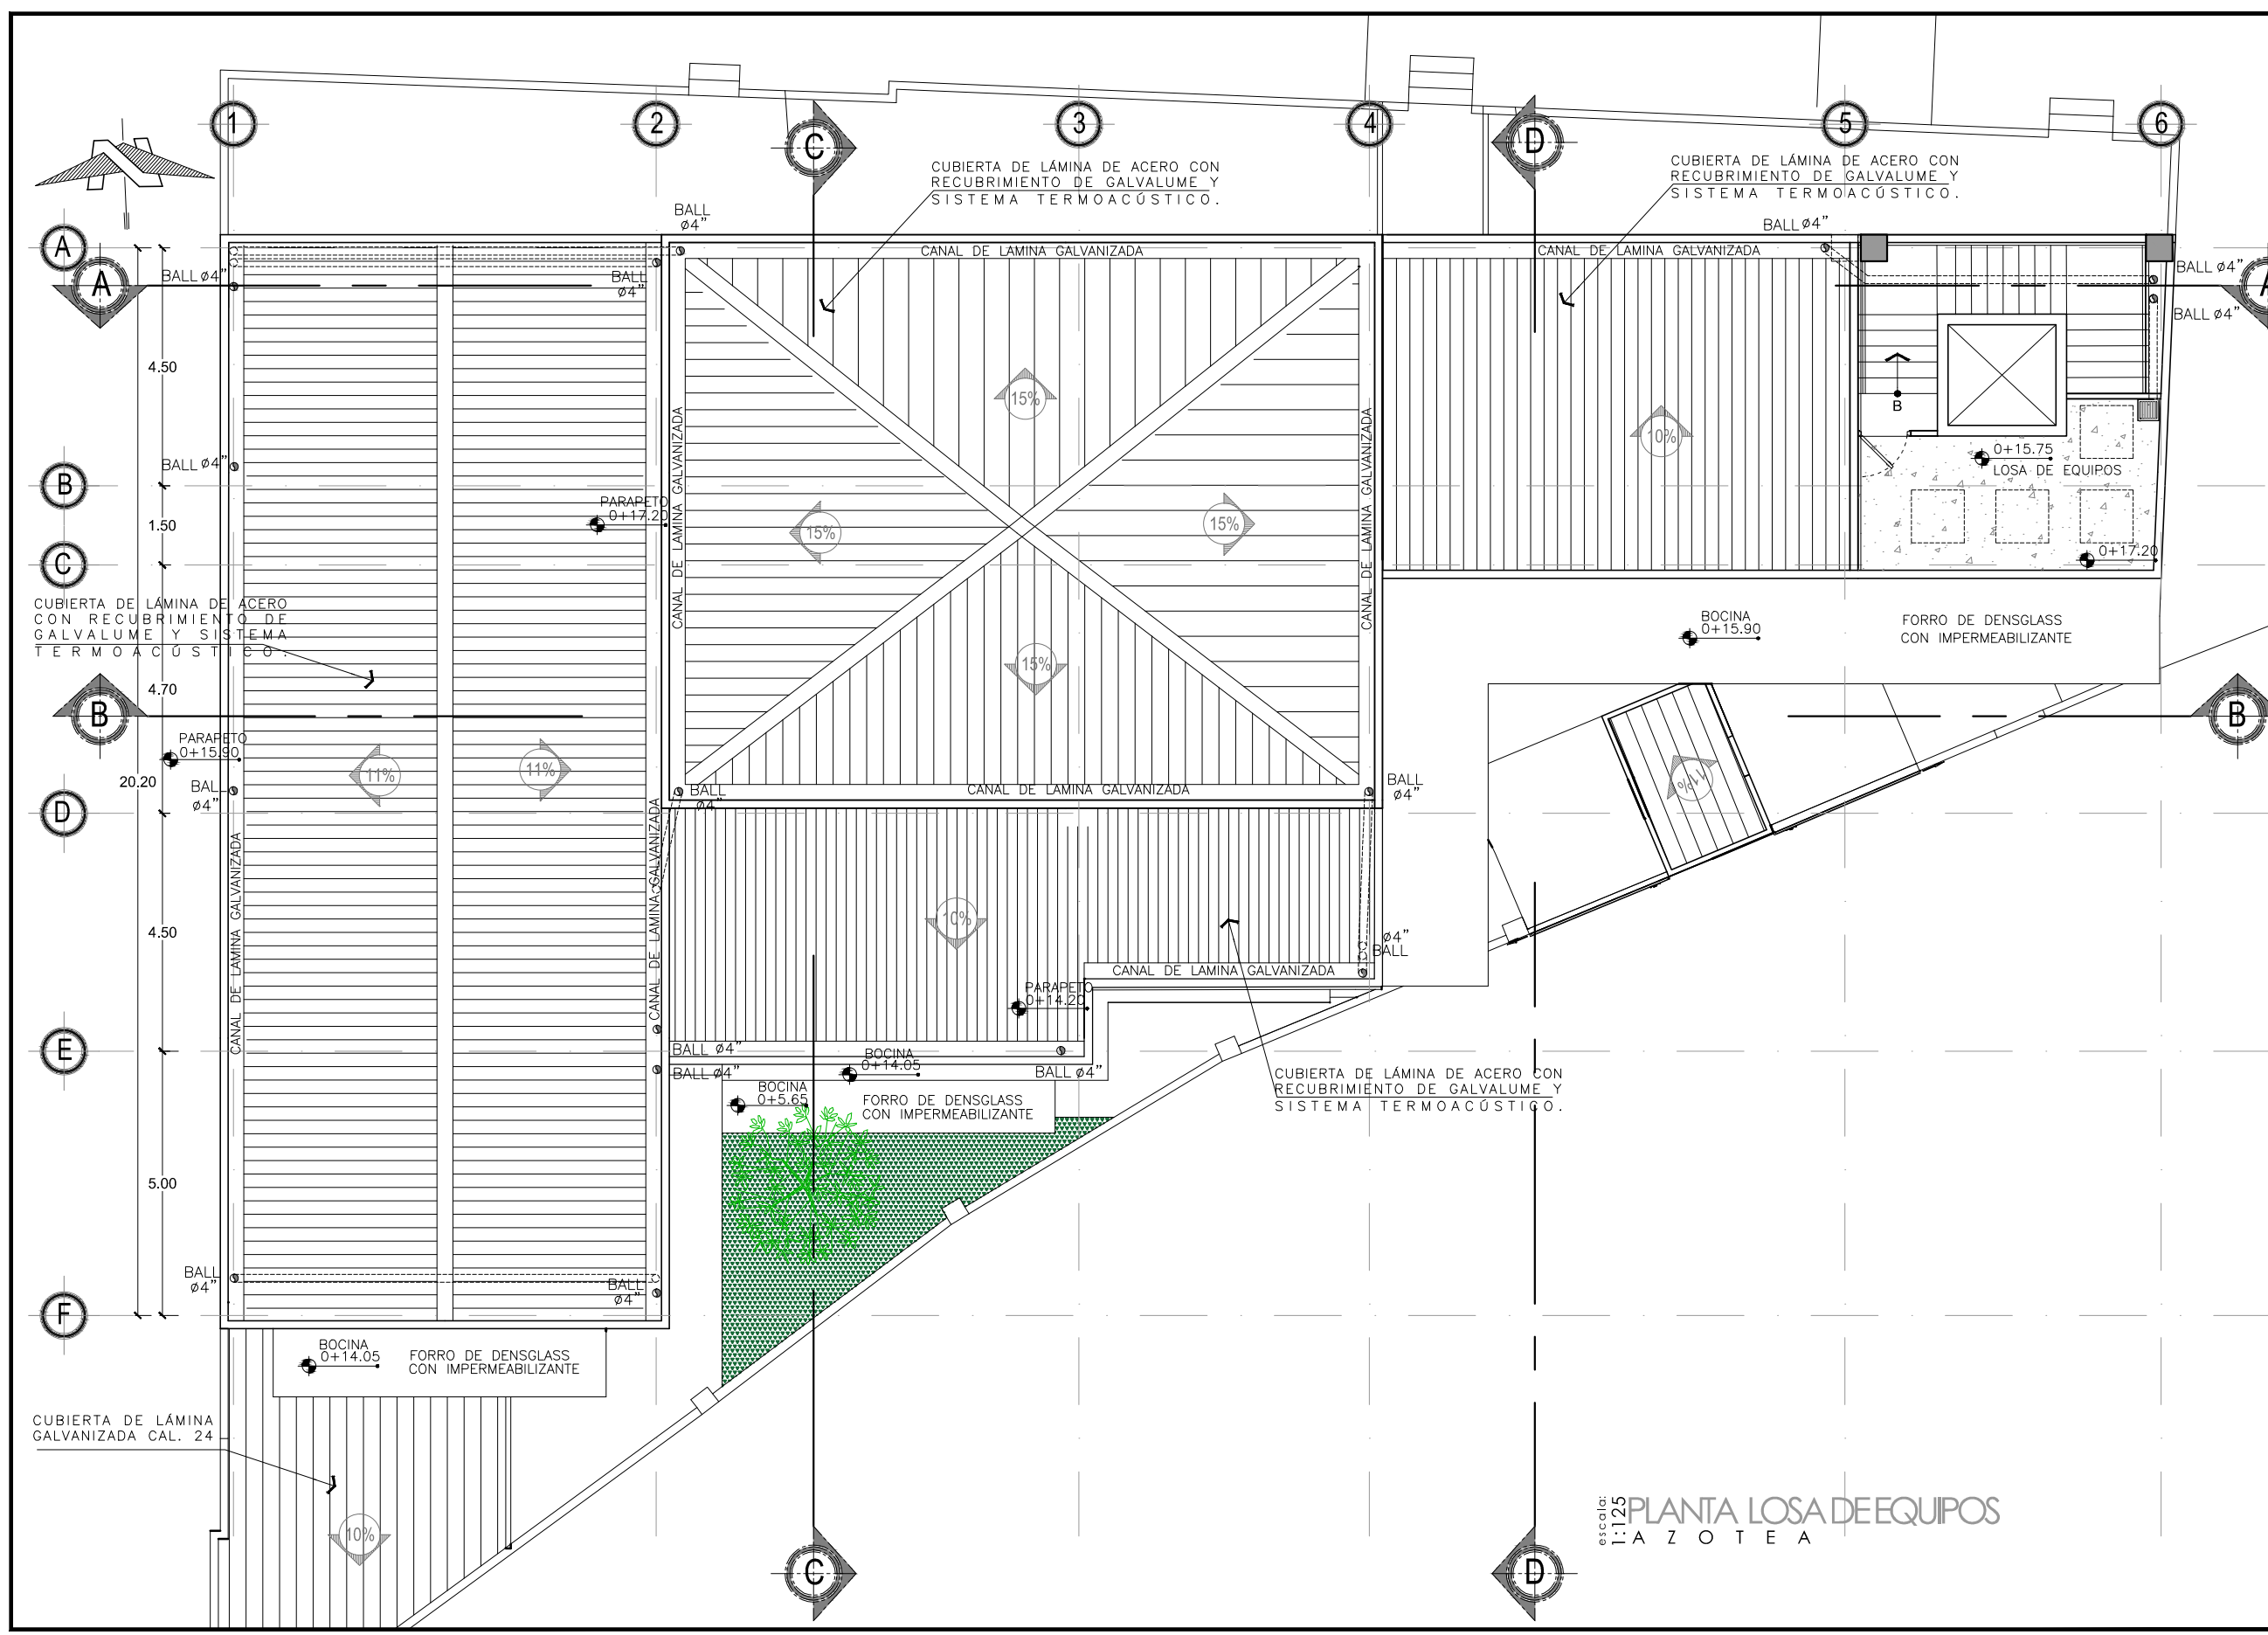 1
2
3
4
5
6
C
D
CUBIERTA DE LÁMINA DE ACERO CON
RECUBRIMIENTO DE GALVALUME Y
SISTEMA TERMOACÚSTICO.
CUBIERTA DE LÁMINA DE ACERO CON
RECUBRIMIENTO DE GALVALUME Y
SISTEMA TERMOACÚSTICO.
BALL
ø4"
BALL ø4"
A
A
BALL ø4"
BALL
ø4"
CANAL DE LAMINA GALVANIZADA
CANAL DE LAMINA GALVANIZADA
BALL ø4"
BALL ø4"
A
4.50
15%
10%
B
BALL ø4"
B
CANAL DE LAMINA GALVANIZADA
CANAL DE LAMINA GALVANIZADA
0+15.75
LOSA DE EQUIPOS
PARAPETO
0+17.20
1.50
15%
15%
C
0+17.20
CUBIERTA DE LÁMINA DE ACERO
CON RECUBRIMIENTO DE
GALVALUME Y SISTEMA
TERMOACÚSTICO.
BOCINA
0+15.90
FORRO DE DENSGLASS
CON IMPERMEABILIZANTE
15%
4.70
B
B
PARAPETO
0+15.90
11%
11%
11%
20.20
BAL
ø4"
BALL
ø4"
CANAL DE LAMINA GALVANIZADA
BALL
ø4"
D
CANAL DE LAMINA GALVANIZADA
CANAL DE LAMINA GALVANIZADA
4.50
10%
ø4"
BALL
CANAL DE LAMINA GALVANIZADA
PARAPETO
0+14.20
E
BALL ø4"
BOCINA
0+14.05
BALL ø4"
BALL ø4"
BOCINA
0+5.65
FORRO DE DENSGLASS
CON IMPERMEABILIZANTE
CUBIERTA DE LÁMINA DE ACERO CON
RECUBRIMIENTO DE GALVALUME Y
SISTEMA TERMOACÚSTICO.
5.00
BALL
ø4"
BALL
ø4"
F
BOCINA
0+14.05
FORRO DE DENSGLASS
CON IMPERMEABILIZANTE
CUBIERTA DE LÁMINA
GALVANIZADA CAL. 24
10%
C
D
escala:
1:125
PLANTA LOSA DE EQUIPOS
AZOTEA